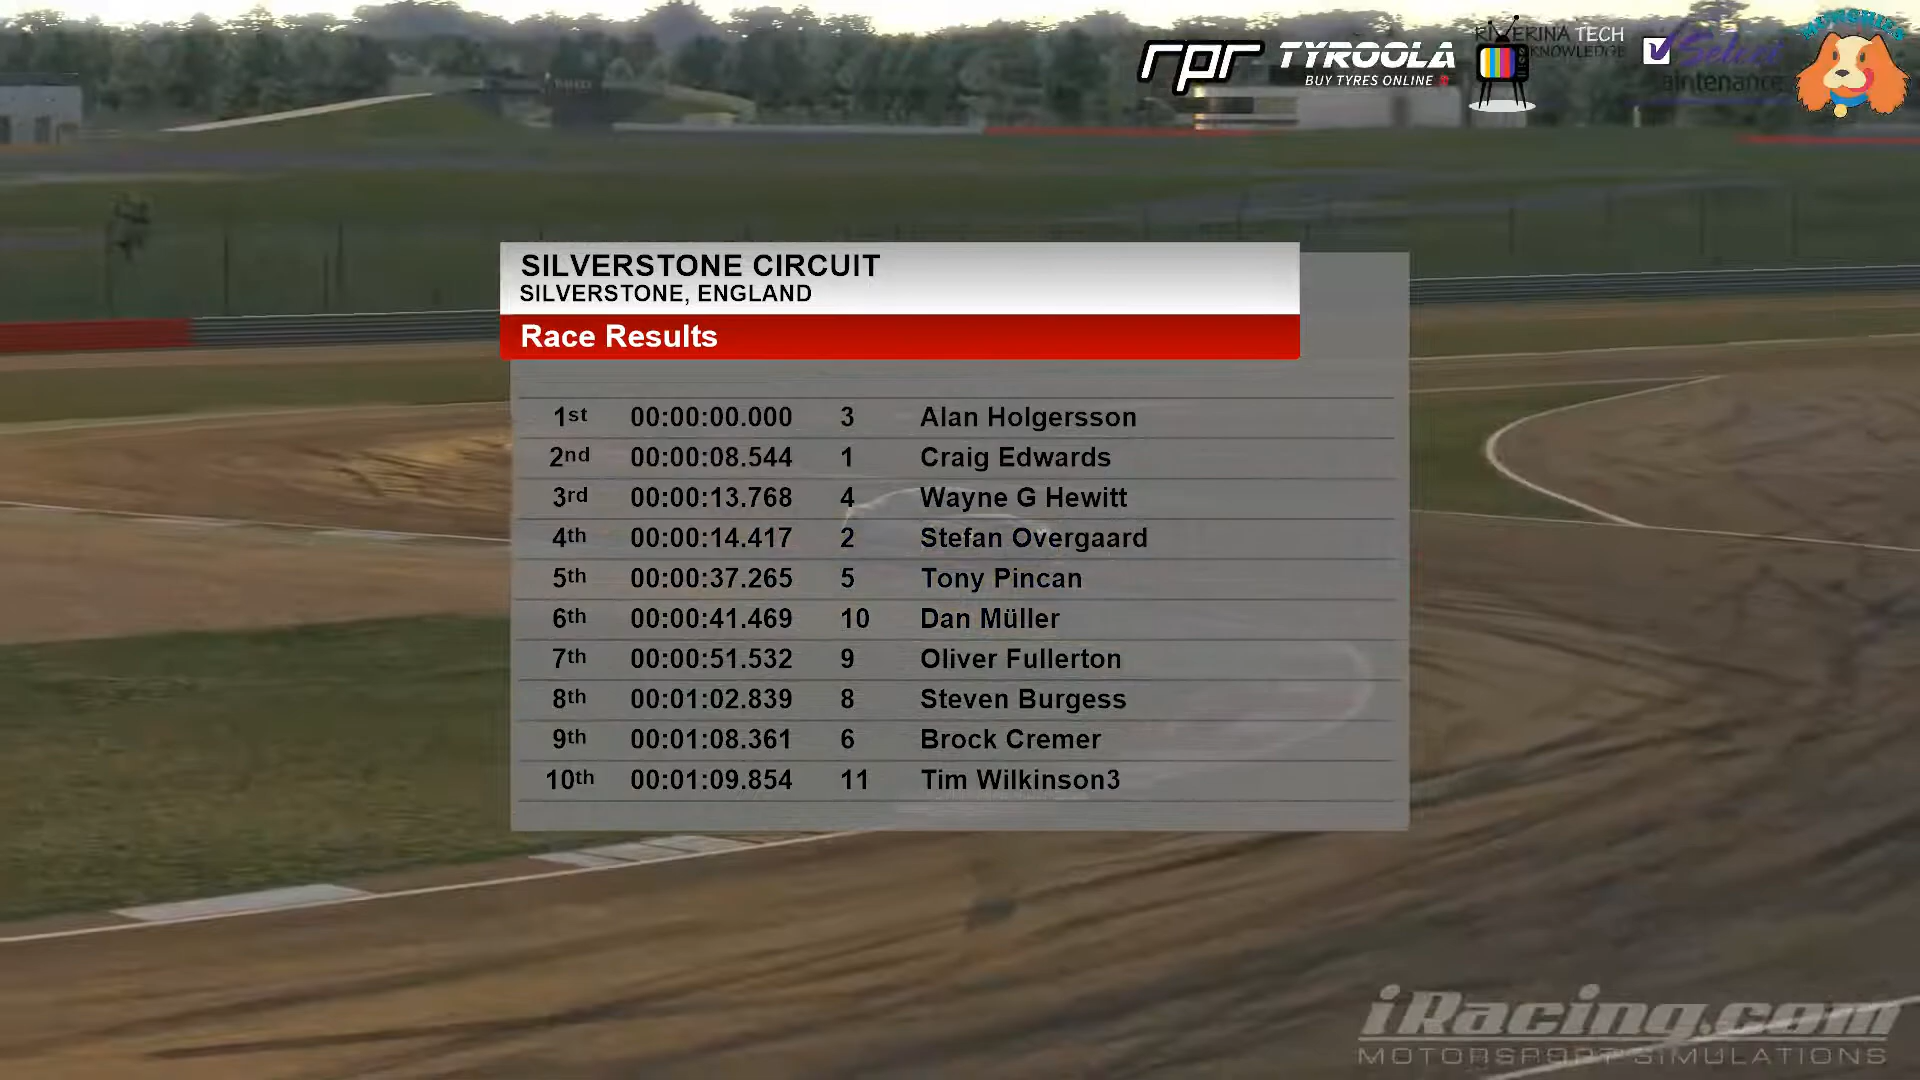 rpr TYROOLA
BUY TYRES ONLINE
RIVERINA TECH
KNOWLEDGE
Select
aintenance
SILVERSTONE CIRCUIT
SILVERSTONE, ENGLAND
Race Results
1st 00:00:00.000 3 Alan Holgersson
2nd 00:00:08.544 1 Craig Edwards
3rd 00:00:13.768 4 Wayne G Hewitt
4th 00:00:14.417 2 Stefan Overgaard
5th 00:00:37.265 5 Tony Pincan
6th 00:00:41.469 10 Dan Müller
7th 00:00:51.532 9 Oliver Fullerton
8th 00:01:02.839 8 Steven Burgess
9th 00:01:08.361 6 Brock Cremer
10th 00:01:09.854 11 Tim Wilkinson3
iRacing.com
MOTORSPORT SIMULATIONS